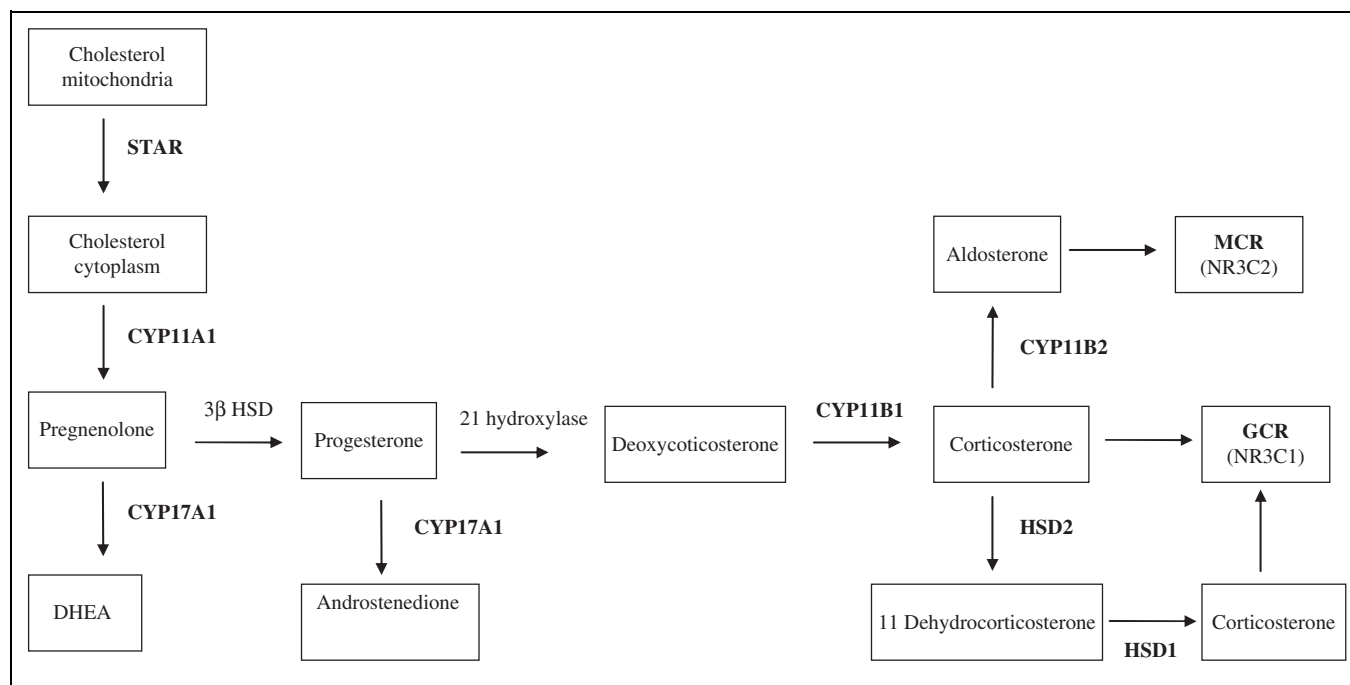 Cholesterol
mitochondria
STAR
Cholesterol
cytoplasm
CYP11A1
Pregnenolone
3β HSD
Progesterone
21 hydroxylase
Deoxycoticosterone
CYP11B1
Corticosterone
CYP11B2
Aldosterone
MCR
(NR3C2)
GCR
(NR3C1)
CYP17A1
DHEA
CYP17A1
Androstenedione
HSD2
11 Dehydrocorticosterone
HSD1
Corticosterone